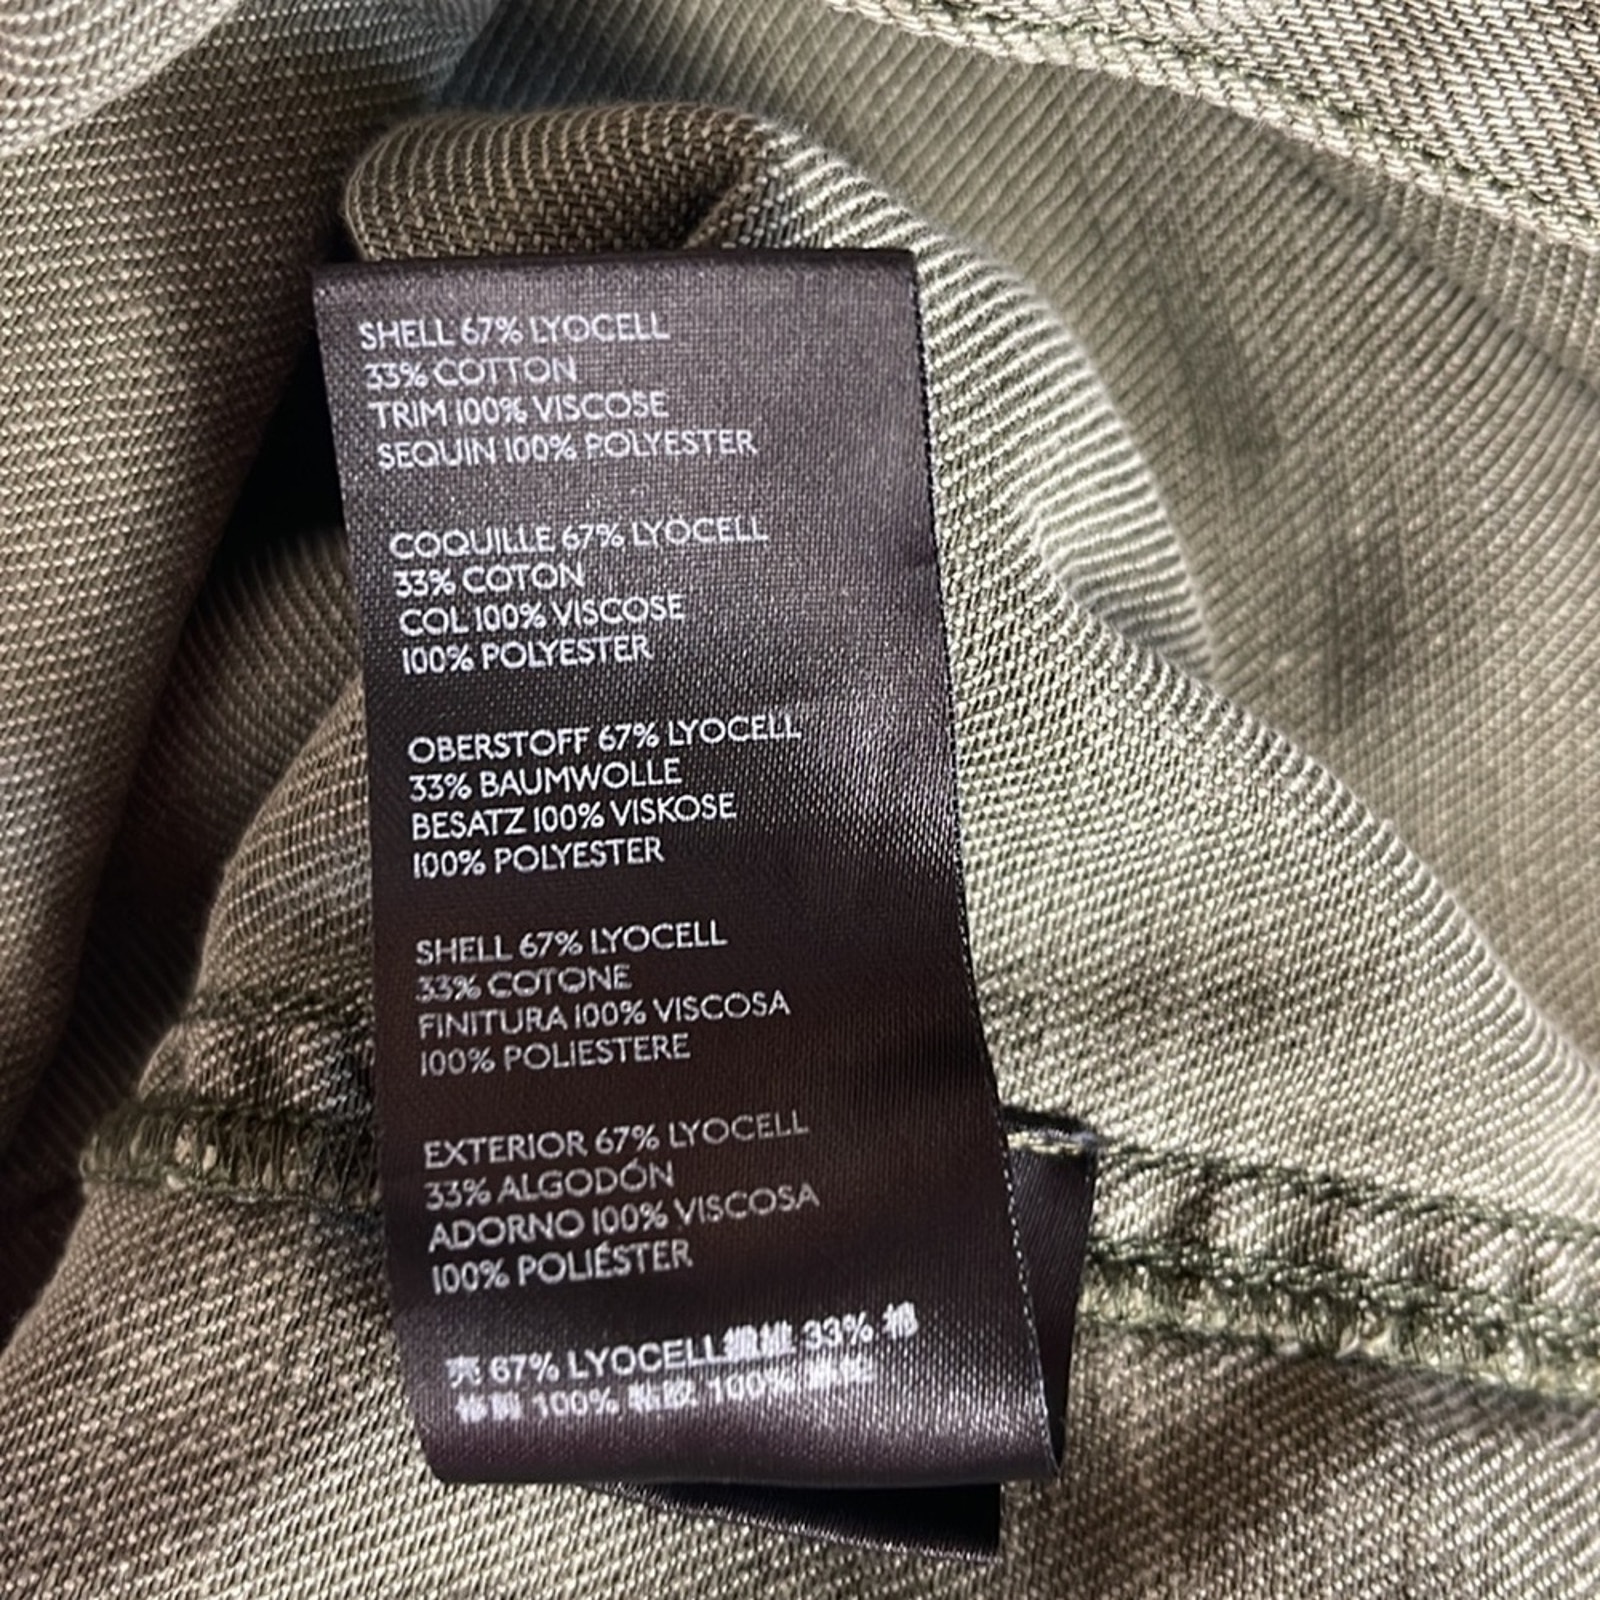 SHELL 67% LYOCELL
33% COTTON
TRIM 100% VISCOSE
SEQUIN 100% POLYESTER
COQUILLE 67% LYOCELL
33% COTON
COL 100% VISCOSE
100% POLYESTER
OBERSTOFF 67% LYOCELL
33% BAUMWOLLE
BESATZ 100% VISKOSE
100% POLYESTER
SHELL 67% LYOCELL
33% COTONE
FINITURA 100% VISCOSA
100% POLIESTERE
EXTERIOR 67% LYOCELL
33% ALGODÓN
ADORNO 100% VISCOSA
100% POLIÉSTER
67% LYOCELL 33% 棉
100% 100%